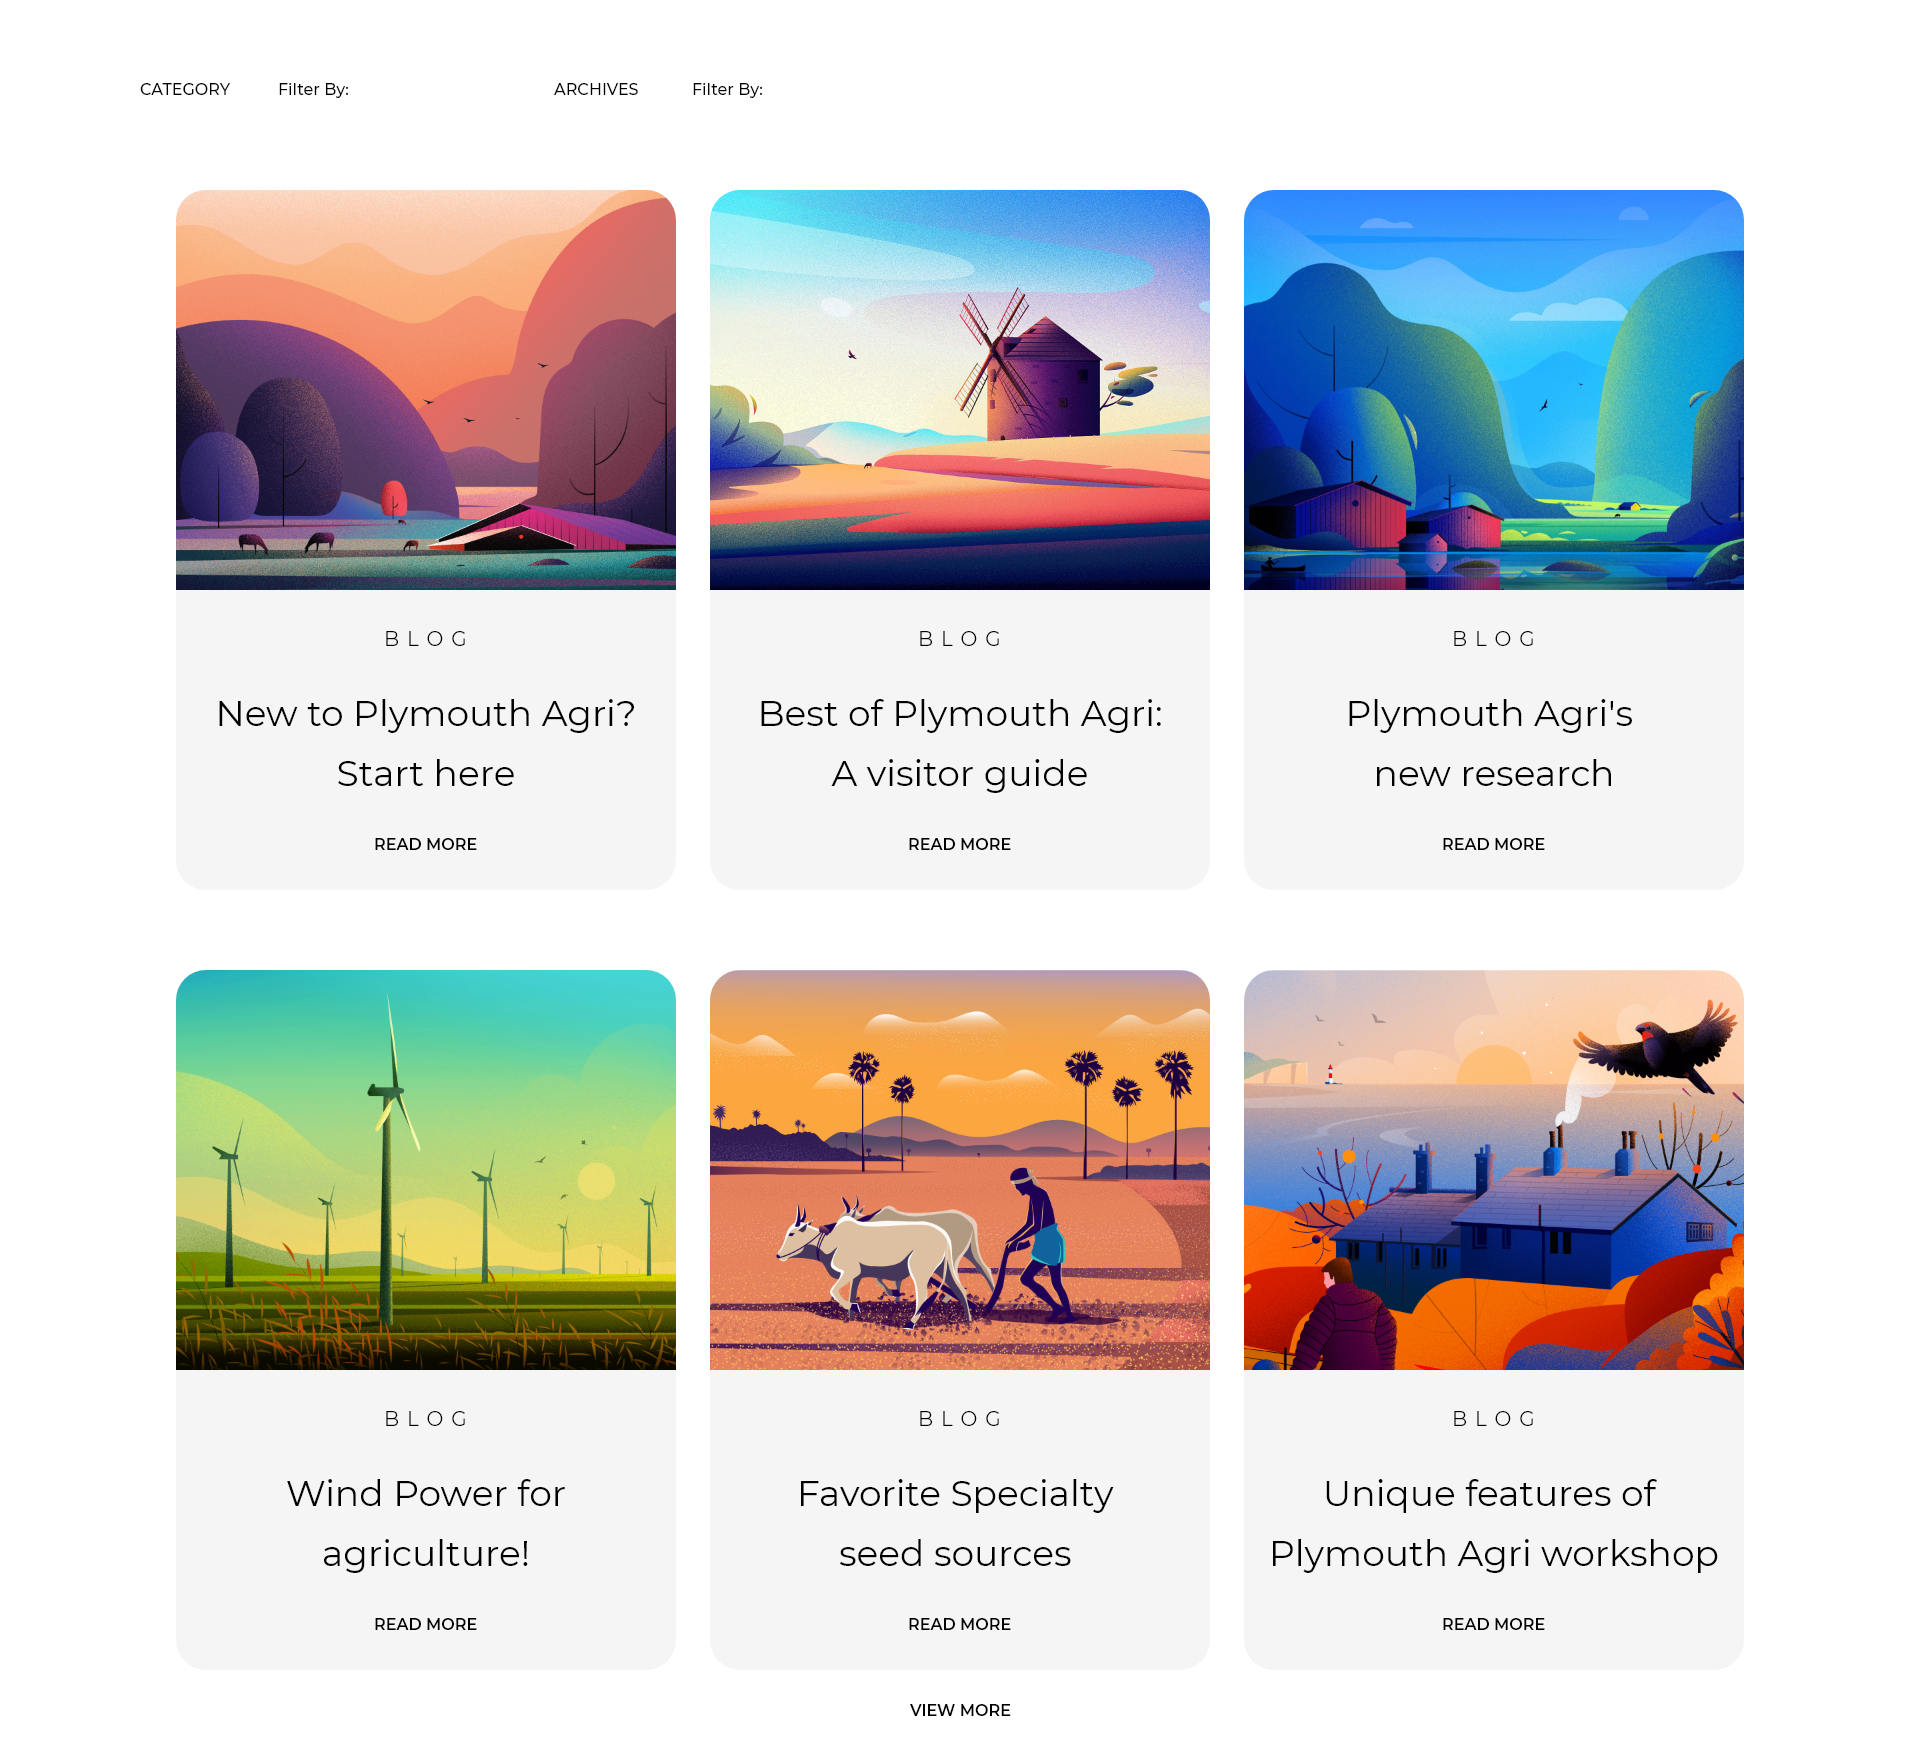 CATEGORY Filter By: ARCHIVES Filter By:
BLOG
New to Plymouth Agri?
Start here
READ MORE
BLOG
Best of Plymouth Agri:
A visitor guide
READ MORE
BLOG
Plymouth Agri's
new research
READ MORE
BLOG
Wind Power for
agriculture!
READ MORE
BLOG
Favorite Specialty
seed sources
READ MORE
BLOG
Unique features of
Plymouth Agri workshop
READ MORE
VIEW MORE